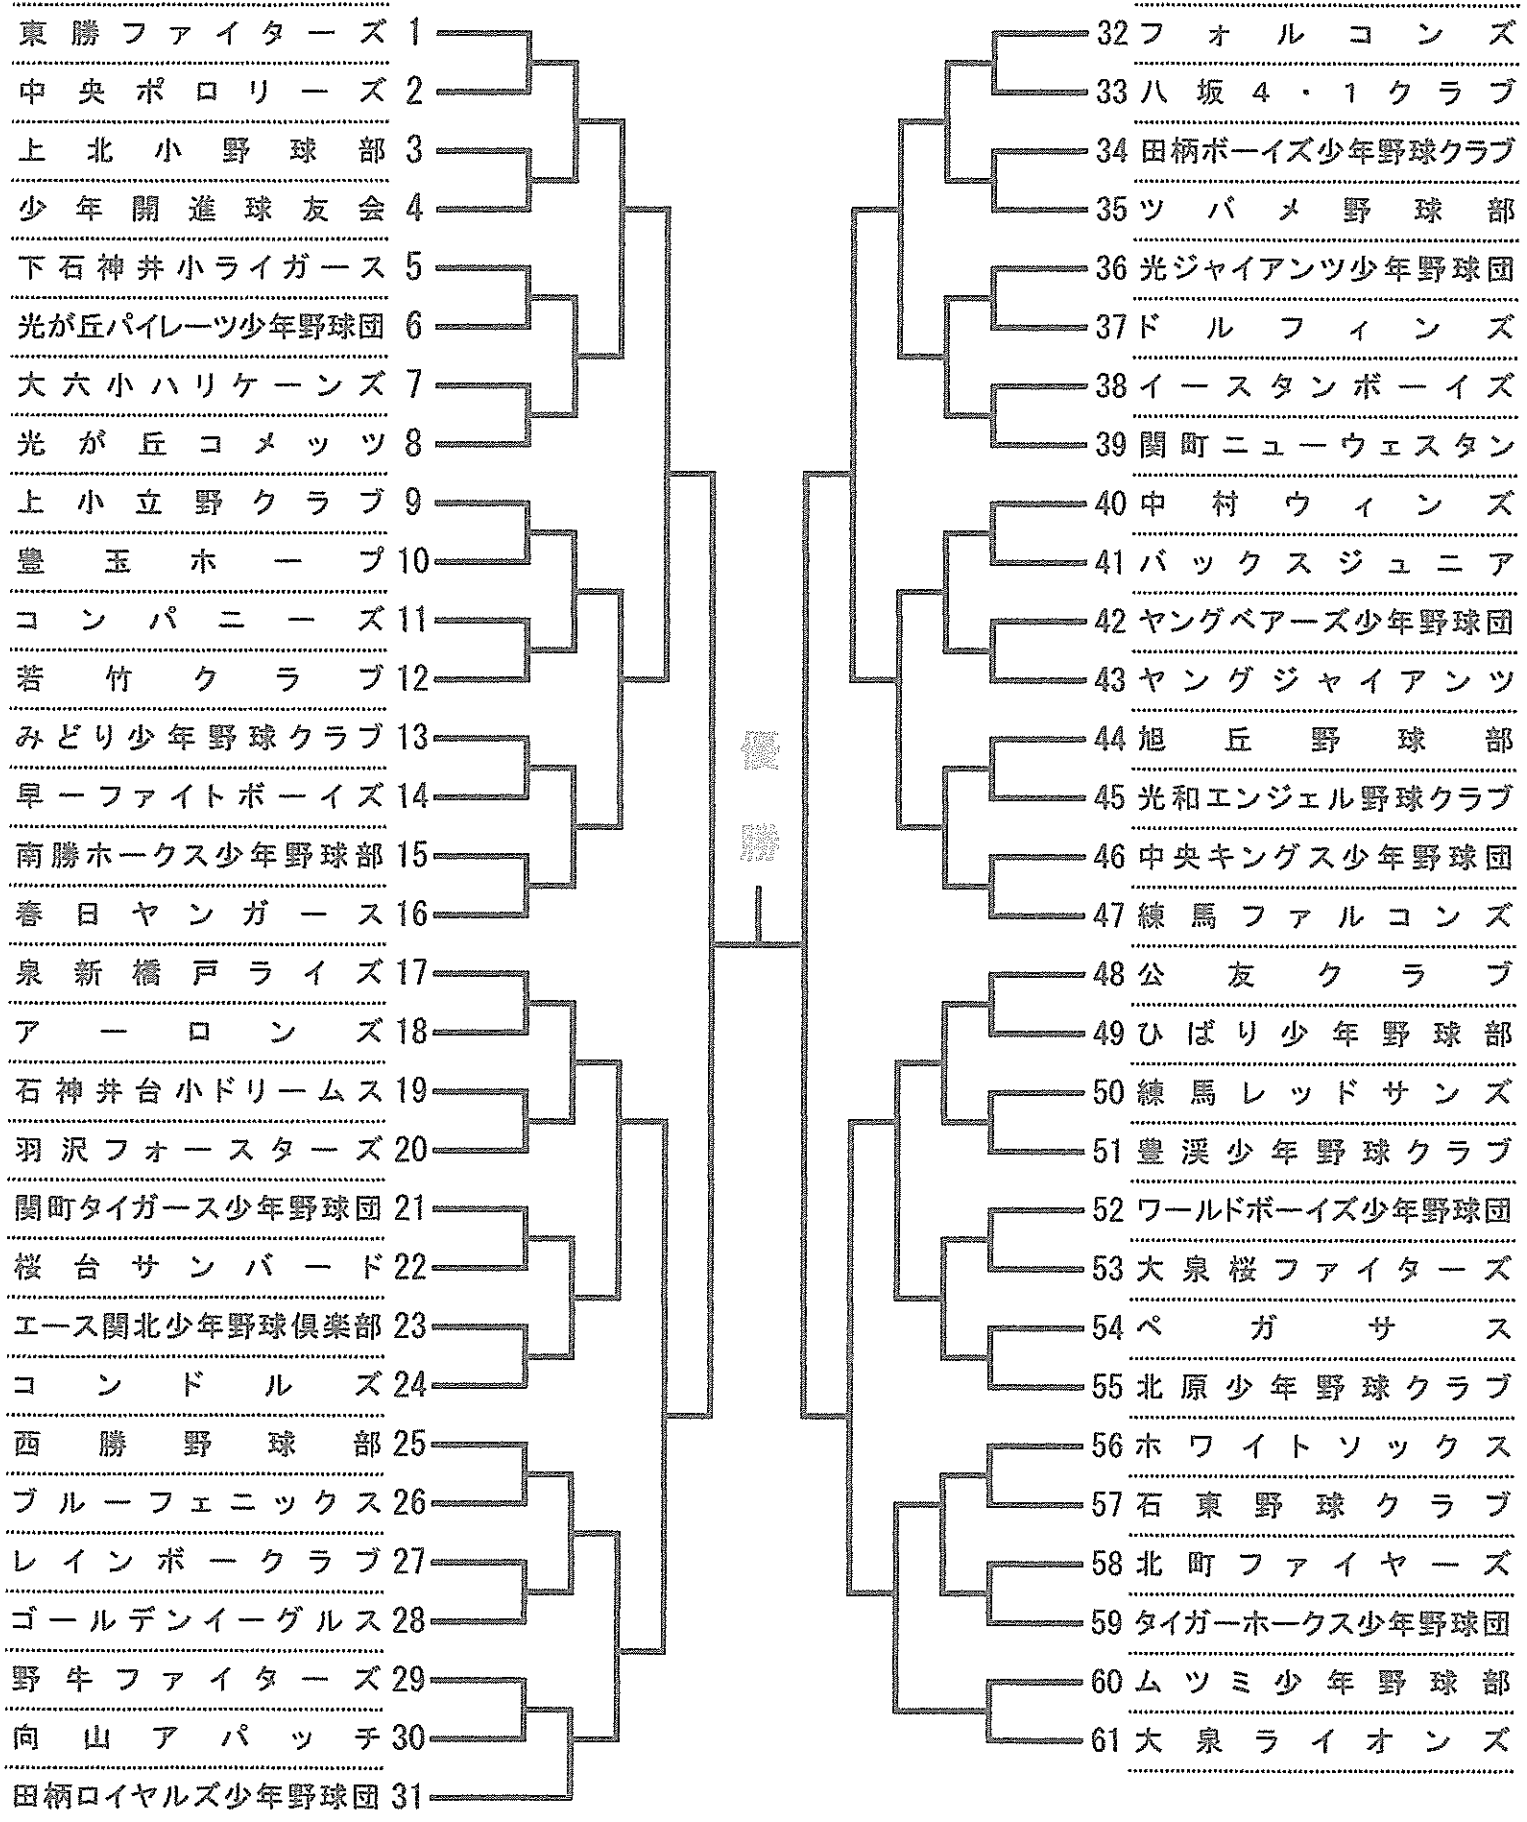 東勝ファイターズ 1
中央ポロリーズ 2
上北小野球部 3
少年開進球友会 4
下石神井小ライガース 5
光が丘パイレーツ少年野球団 6
大六小ハリケーンズ 7
光が丘コメッツ 8
上小立野クラブ 9
豊玉ホープ 10
コンパニーズ 11
若竹クラブ 12
みどり少年野球クラブ 13
早一ファイトボーイズ 14
南勝ホークス少年野球部 15
春日ヤンガース 16
泉新橋戸ライズ 17
アーロンズ 18
石神井台小ドリームス 19
羽沢フォースターズ 20
関町タイガース少年野球団 21
桜台サンバード 22
エース関北少年野球倶楽部 23
コンドルズ 24
西勝野球部 25
ブルーフェニックス 26
レインボークラブ 27
ゴールデンイーグルス 28
野牛ファイターズ 29
向山アパッチ 30
田柄ロイヤルズ少年野球団 31
優勝
32 フォルコンズ
33 八坂4・1クラブ
34 田柄ボーイズ少年野球クラブ
35 ツバメ野球部
36 光ジャイアンツ少年野球団
37 ドルフィンズ
38 イースタンボーイズ
39 関町ニューウェスタン
40 中村ウィンズ
41 バックスジュニア
42 ヤングベアーズ少年野球団
43 ヤングジャイアンツ
44 旭丘野球部
45 光和エンジェル野球クラブ
46 中央キングス少年野球団
47 練馬ファルコンズ
48 公友クラブ
49 ひばり少年野球部
50 練馬レッドサンズ
51 豊渓少年野球クラブ
52 ワールドボーイズ少年野球団
53 大泉桜ファイターズ
54 ペガサス
55 北原少年野球クラブ
56 ホワイトソックス
57 石東野球クラブ
58 北町ファイヤーズ
59 タイガーホークス少年野球団
60 ムツミ少年野球部
61 大泉ライオンズ